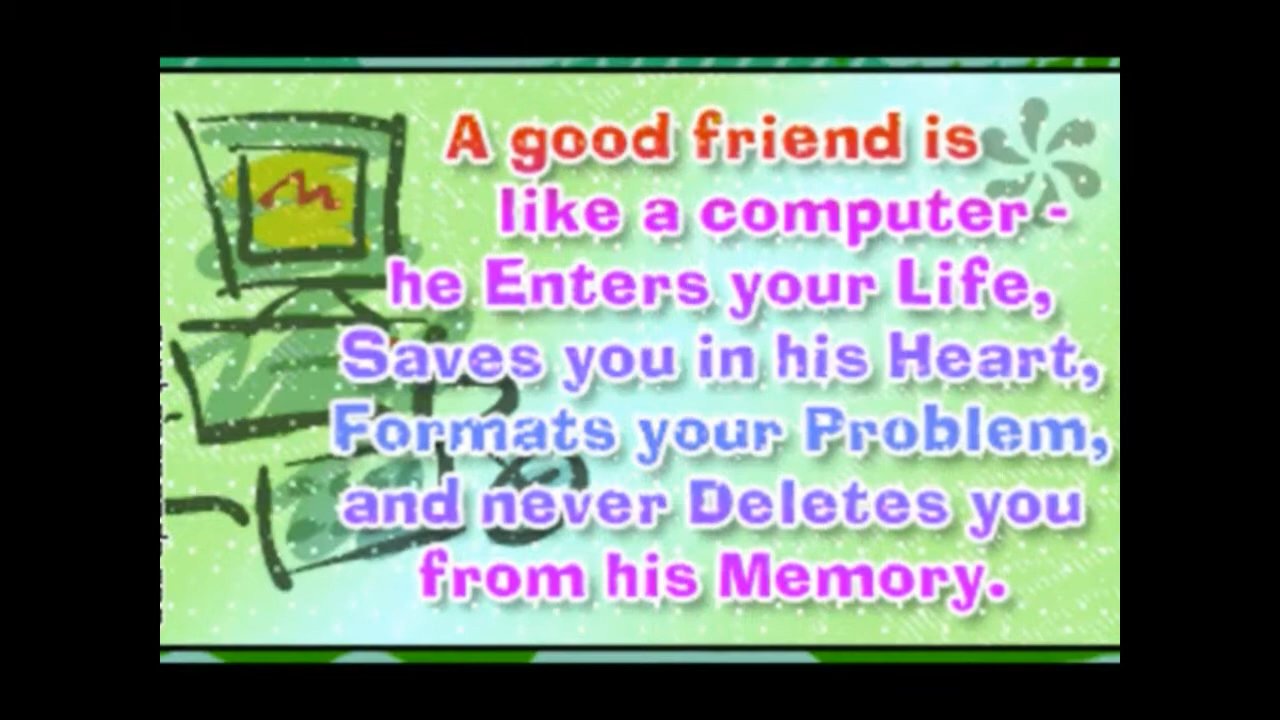 A good friend is
like a computer -
he Enters your Life,
Saves you in his Heart,
Formats your Problem,
and never Deletes you
from his Memory.